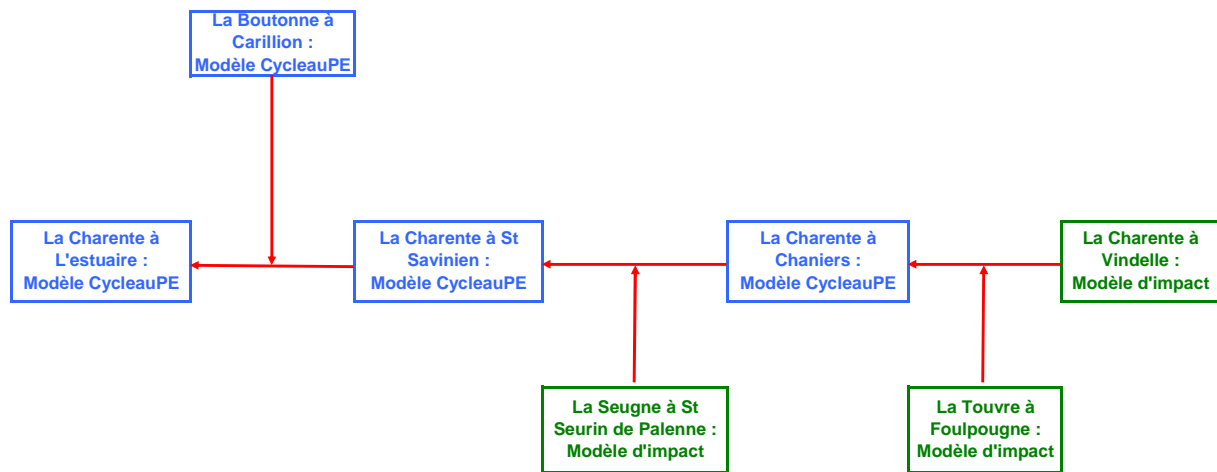 La Boutonne à
Carillion :
Modèle CycleauPE
La Charente à
L'estuaire :
Modèle CycleauPE
La Charente à St
Savinien :
Modèle CycleauPE
La Charente à
Chaniers :
Modèle CycleauPE
La Charente à
Vindelle :
Modèle d'impact
La Seugne à St
Seurin de Palenne :
Modèle d'impact
La Touvre à
Foulpougne :
Modèle d'impact